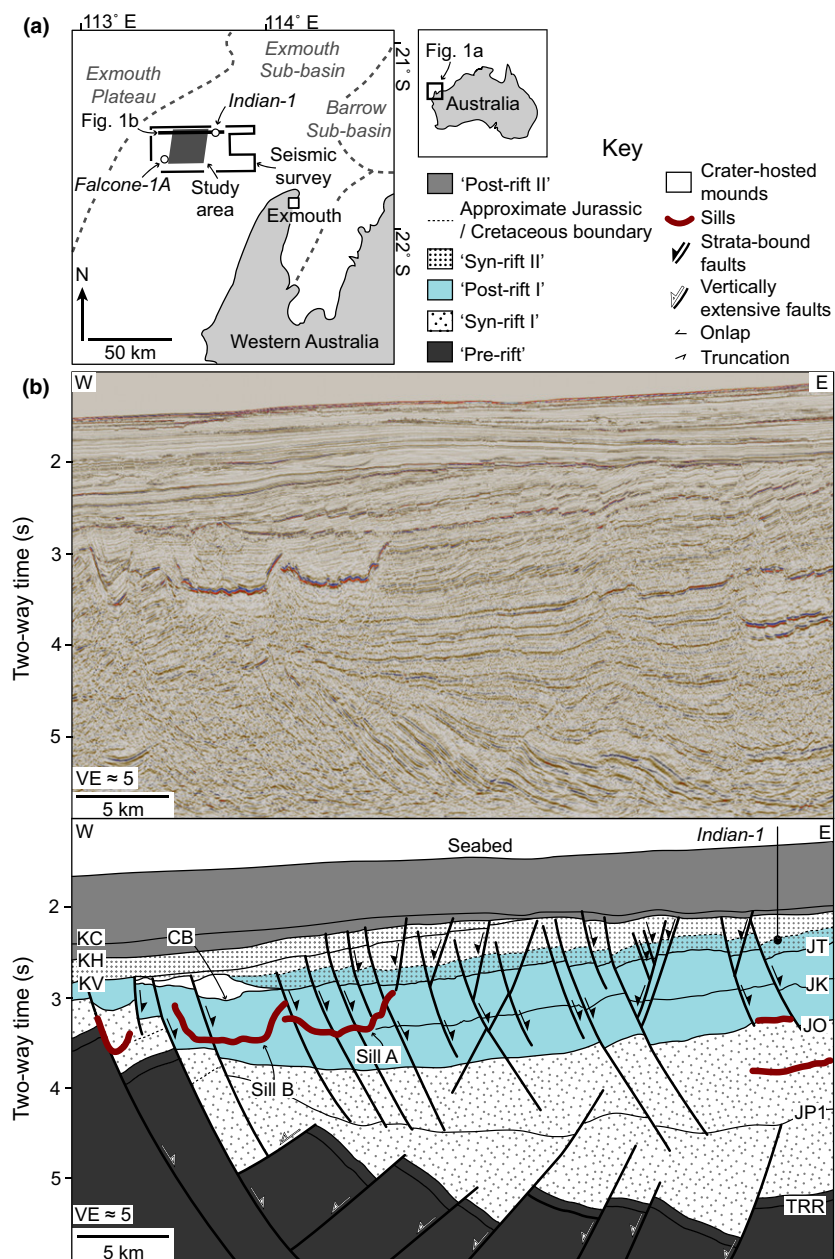 113° E
114° E
(a)
Exmouth
Sub-basin
Exmouth
Plateau
21° S
Fig. 1a
Australia
Indian-1
Fig. 1b
Barrow
Sub-basin
Falcone-1A
Study
area
Seismic
survey
Exmouth
22° S
N
50 km
Western Australia
Key
'Post-rift II'
Approximate Jurassic
/ Cretaceous boundary
'Syn-rift II'
'Post-rift I'
'Syn-rift I'
'Pre-rift'
Crater-hosted
mounds
Sills
Strata-bound
faults
Vertically
extensive faults
Onlap
Truncation
(b)
W
E
2
3
4
5
Two-way time (s)
VE ≈ 5
5 km
W
E
Seabed
Indian-1
2
3
4
5
Two-way time (s)
KC
KH
KV
CB
JT
JK
JO
Sill A
Sill B
JP1
TRR
VE ≈ 5
5 km